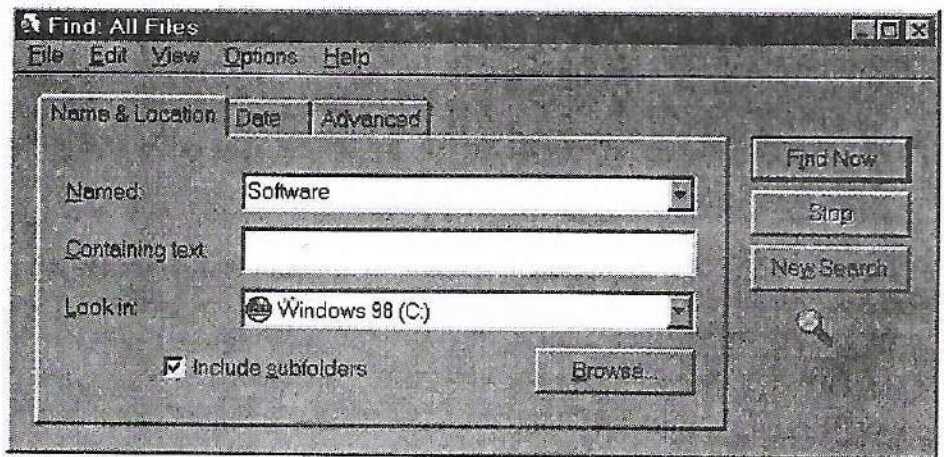 Find: All Files
File Edit View Options Help
Name & Location Date Advanced
Find Now
Named: Software
Stop
Containing text:
New Search
Look in: Windows 98 (C:)
Include subfolders
Browse...